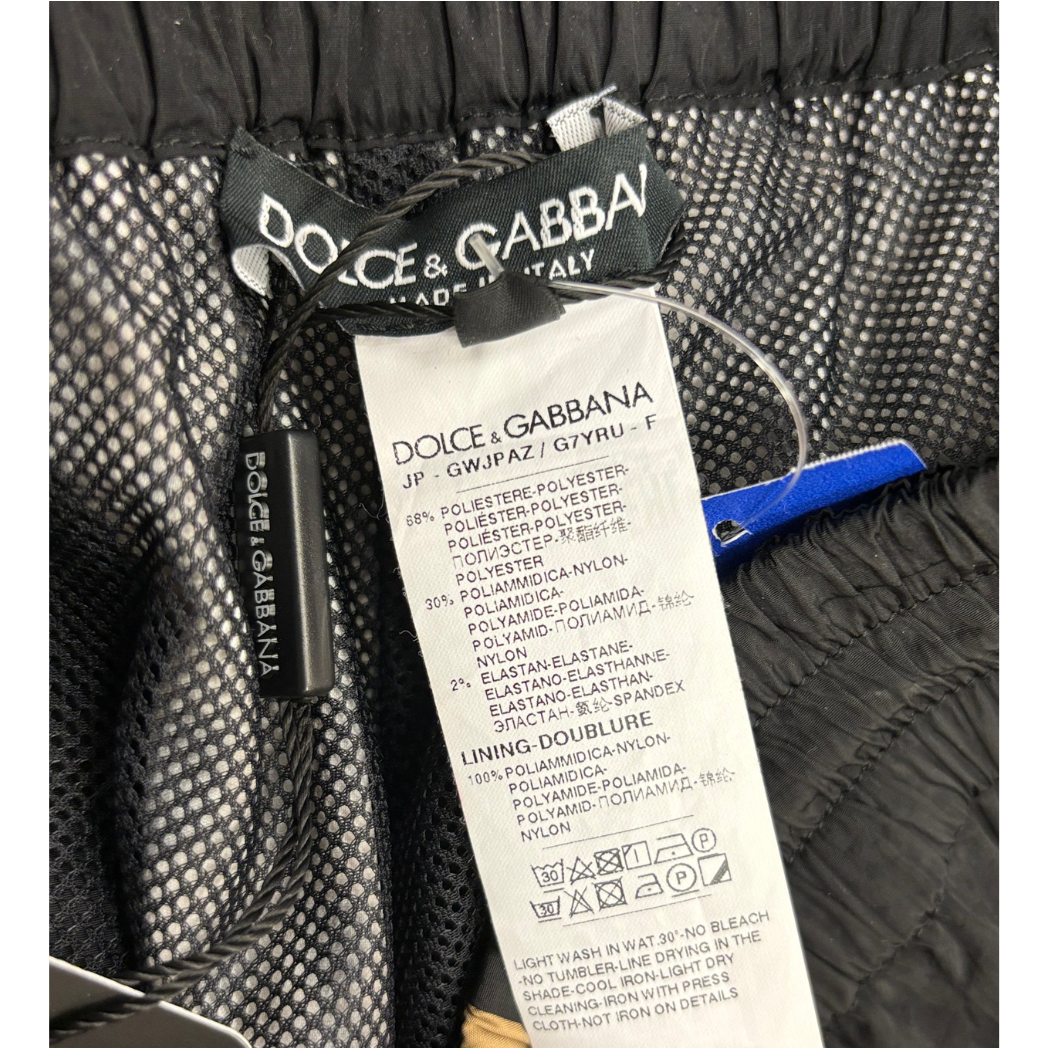 DOLCE & GABBANA
MADE IN ITALY
DOLCE & GABBANA
JP - GWJPAZ / G7YRU - F
68% POLIESTERE-POLYESTER-
POLIÉSTER-POLYESTER-
POLIÉSTER-POLYESTER-
ПОЛИЭСТЕР-聚酯纤维-
POLYESTER
30% POLIAMMIDICA-NYLON-
POLIAMIDICA-
POLYAMIDE-POLIAMIDA-
POLYAMID-ПОЛИАМИД-锦纶-
NYLON
2% ELASTAN-ELASTANE-
ELASTANO-ELASTHANNE-
ELASTANO-ELASTHAN-
ЭЛАСТАН-氨纶-SPANDEX
LINING-DOUBLURE
100% POLIAMMIDICA-NYLON-
POLIAMIDICA-
POLYAMIDE-POLIAMIDA-
POLYAMID-ПОЛИАМИД-锦纶-
NYLON
30 P
30 P
LIGHT WASH IN WAT.30°-NO BLEACH
-NO TUMBLER-LINE DRYING IN THE
SHADE-COOL IRON-LIGHT DRY
CLEANING-IRON WITH PRESS
CLOTH-NOT IRON ON DETAILS
DOLCE & GABBANA